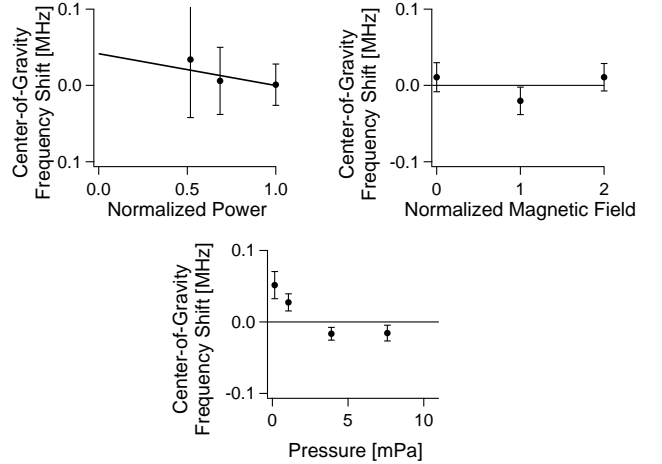 Center-of-Gravity
Frequency Shift [MHz]
0.1
0.0
0.1
0.0
0.5
1.0
Normalized Power
Center-of-Gravity
Frequency Shift [MHz]
0.1
0.0
-0.1
0
1
2
Normalized Magnetic Field
Center-of-Gravity
Frequency Shift [MHz]
0.1
0.0
-0.1
0
5
10
Pressure [mPa]